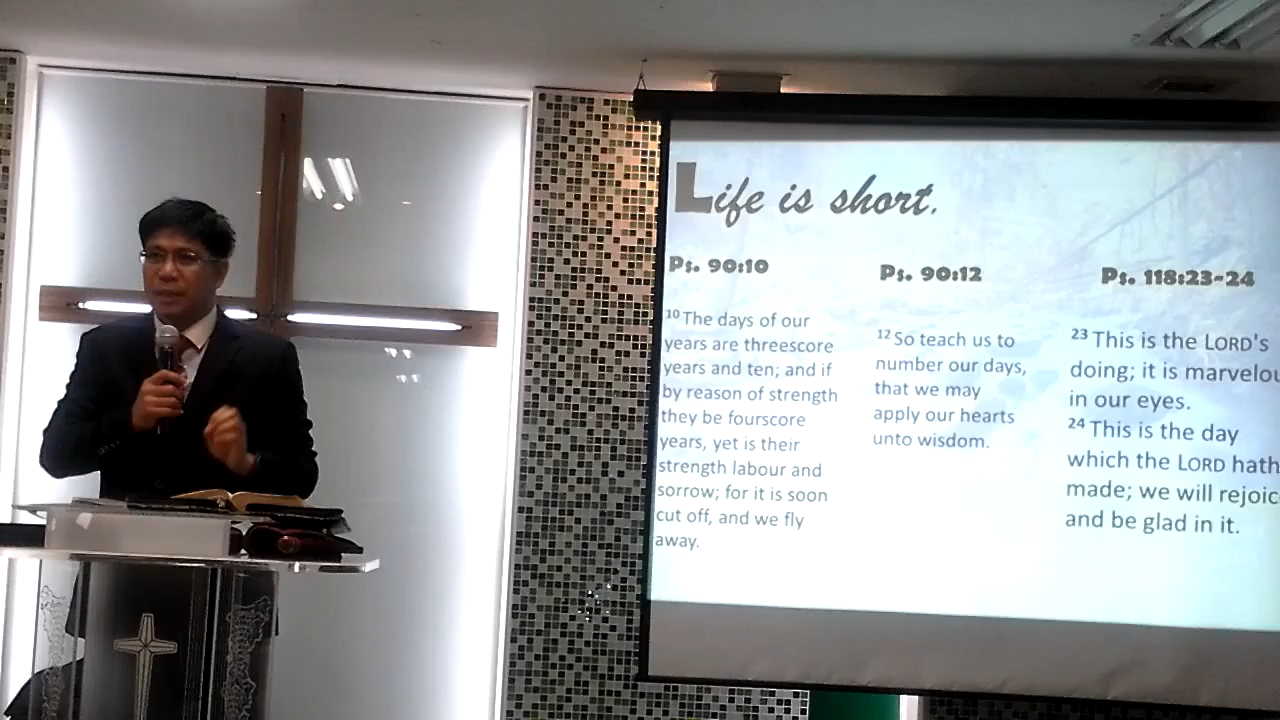 Life is short.
Ps. 90:10
10 The days of our
years are threescore
years and ten; and if
by reason of strength
they be fourscore
years, yet is their
strength labour and
sorrow; for it is soon
cut off, and we fly
away.
Ps. 90:12
12 So teach us to
number our days,
that we may
apply our hearts
unto wisdom.
Ps. 118:23-24
23 This is the LORD'S
doing; it is marvelou
in our eyes.
24 This is the day
which the LORD hath
made; we will rejoic
and be glad in it.